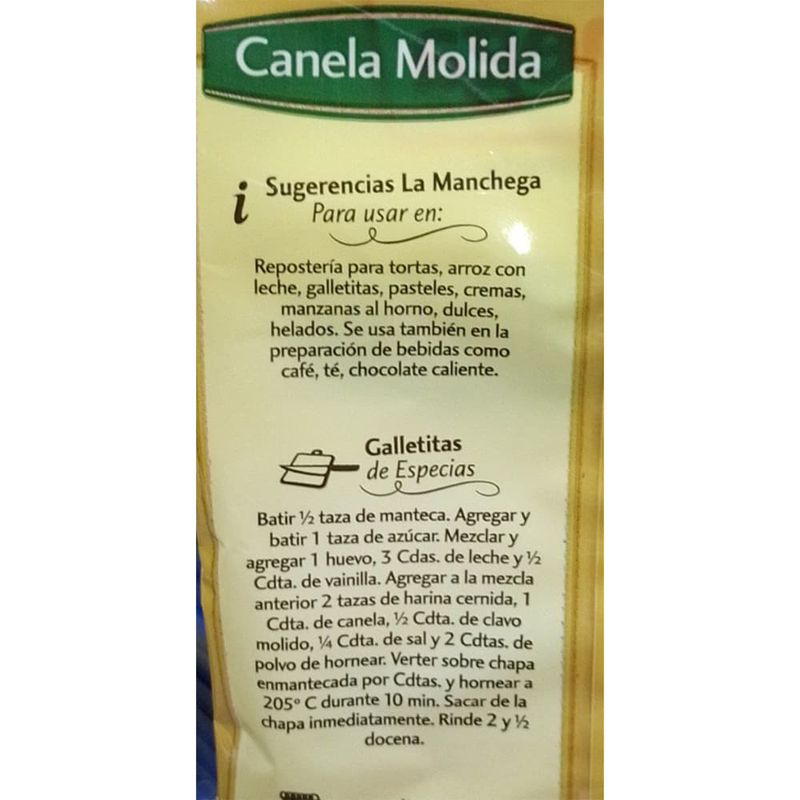 Canela Molida
i
Sugerencias La Manchega
Para usar en:
Repostería para tortas, arroz con
leche, galletitas, pasteles, cremas,
manzanas al horno, dulces,
helados. Se usa también en la
preparación de bebidas como
café, té, chocolate caliente.
Galletitas
de Especias
Batir ½ taza de manteca. Agregar y
batir 1 taza de azúcar. Mezclar y
agregar 1 huevo, 3 Cdas. de leche y ½
Cdta. de vainilla. Agregar a la mezcla
anterior 2 tazas de harina cernida, 1
Cdta. de canela, ½ Cdta. de clavo
molido, ¼ Cdta. de sal y 2 Cdtas. de
polvo de hornear. Verter sobre chapa
enmantecada por Cdtas. y hornear a
205º C durante 10 min. Sacar de la
chapa inmediatamente. Rinde 2 y ½
docena.